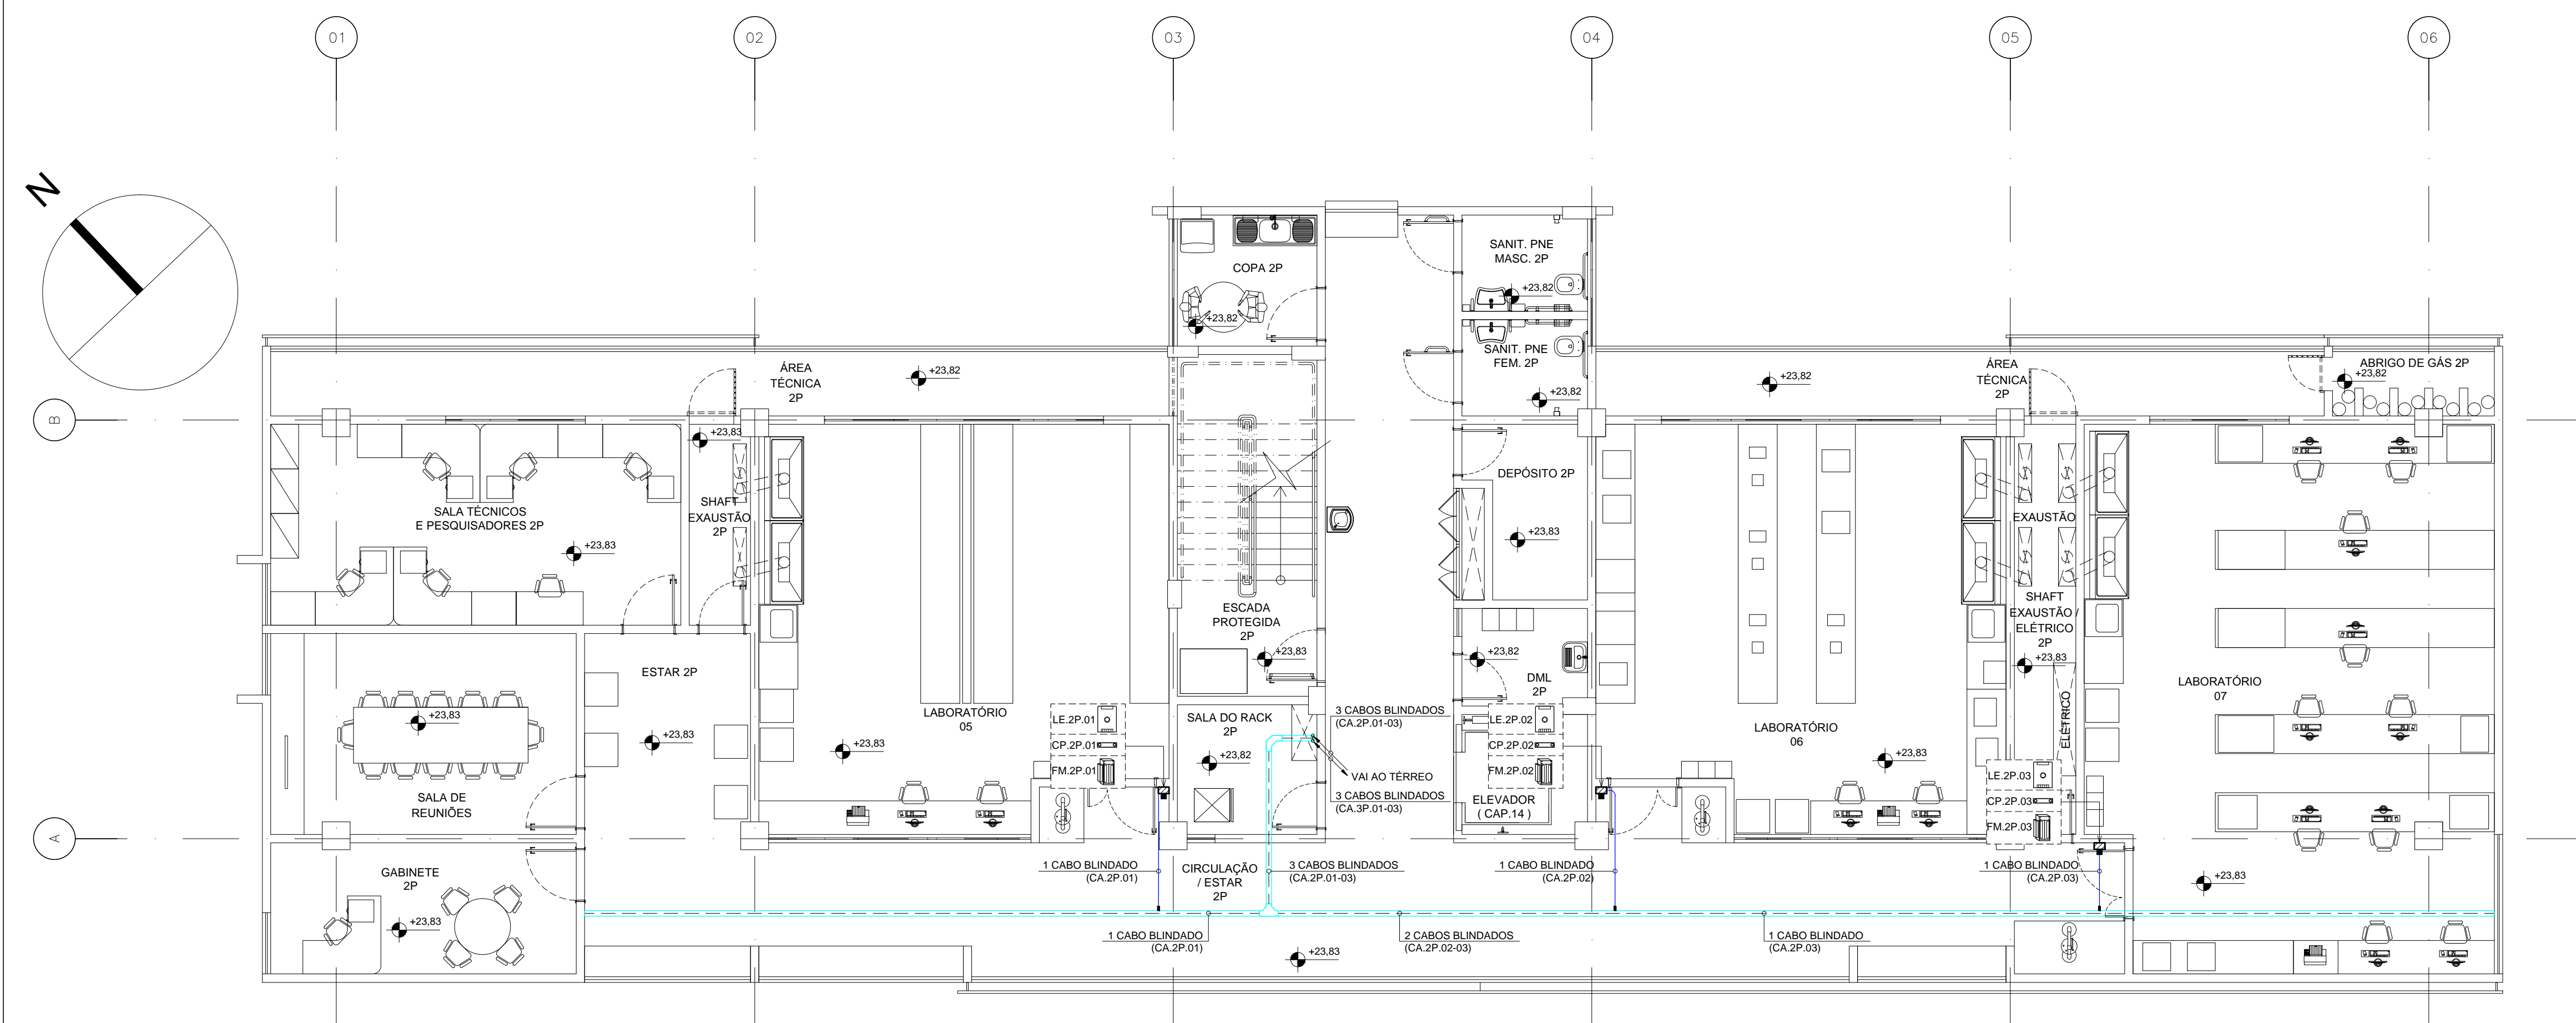 01
02
03
04
05
06
N
SANIT. PNE
MASC. 2P
COPA 2P
+23,82
+23,82
SANIT. PNE
FEM. 2P
ÁREA
TÉCNICA
2P
+23,82
+23,82
+23,82
ÁREA
TÉCNICA
2P
ABRIGO DE GÁS 2P
+23,82
B
+23,83
DEPÓSITO 2P
SHAFT
EXAUSTÃO
2P
SALA TÉCNICOS
E PESQUISADORES 2P
+23,83
+23,83
EXAUSTÃO
SHAFT
EXAUSTÃO /
ELÉTRICO
2P
+23,83
ELÉTRICO
ESCADA
PROTEGIDA
2P
+23,83
+23,82
DML
2P
ESTAR 2P
+23,83
LABORATÓRIO
07
+23,83
LABORATÓRIO
05
+23,83
LE.2P.01
CP.2P.01
FM.2P.01
SALA DO RACK
2P
+23,82
3 CABOS BLINDADOS
(CA.2P.01-03)
VAI AO TÉRREO
3 CABOS BLINDADOS
(CA.3P.01-03)
LE.2P.02
CP.2P.02
FM.2P.02
ELEVADOR
( CAP.14 )
LABORATÓRIO
06
+23,83
LE.2P.03
CP.2P.03
FM.2P.03
SALA DE
REUNIÕES
A
GABINETE
2P
+23,83
1 CABO BLINDADO
(CA.2P.01)
CIRCULAÇÃO
/ ESTAR
2P
3 CABOS BLINDADOS
(CA.2P.01-03)
1 CABO BLINDADO
(CA.2P.02)
1 CABO BLINDADO
(CA.2P.03)
+23,83
1 CABO BLINDADO
(CA.2P.01)
2 CABOS BLINDADOS
(CA.2P.02-03)
1 CABO BLINDADO
(CA.2P.03)
+23,83